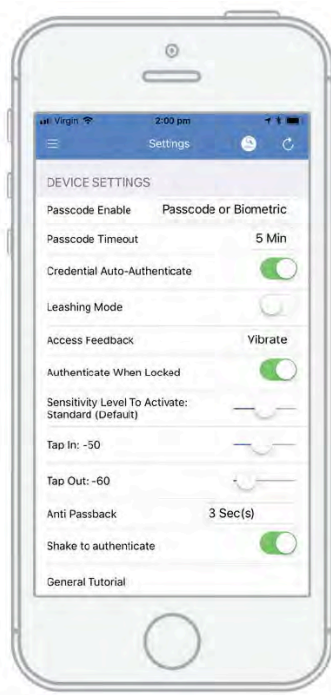 Virgin 2:00 pm
Settings
DEVICE SETTINGS
Passcode Enable Passcode or Biometric
Passcode Timeout 5 Min
Credential Auto-Authenticate
Leashing Mode
Access Feedback Vibrate
Authenticate When Locked
Sensitivity Level To Activate:
Standard (Default)
Tap In: -50
Tap Out: -60
Anti Passback 3 Sec(s)
Shake to authenticate
General Tutorial